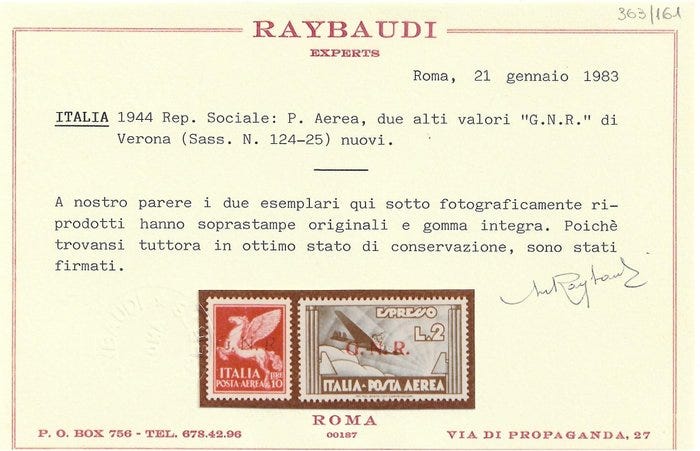 363/161
RAYBAUDI
EXPERTS
Roma, 21 gennaio 1983
ITALIA 1944 Rep. Sociale: P. Aerea, due alti valori "G.N.R." di
Verona (Sass. N. 124-25) nuovi.
A nostro parere i due esemplari qui sotto fotograficamente ri-
prodotti hanno soprastampe originali e gomma integra. Poichè
trovansi tuttora in ottimo stato di conservazione, sono stati
firmati.
G.N.R.
ITALIA
POSTA·AEREA
LIRE
10
ESPRESSO
L.2
G.N.R.
ITALIA·POSTA AEREA
ROMA
00187
P. O. BOX 756 - TEL. 678.42.96
VIA DI PROPAGANDA, 27